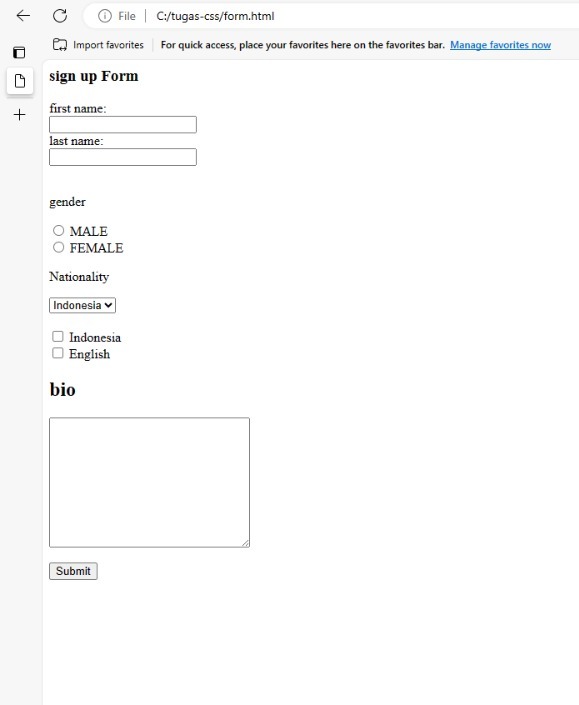 File C:/tugas-css/form.html
Import favorites For quick access, place your favorites here on the favorites bar. Manage favorites now
sign up Form
first name:
last name:
gender
MALE
FEMALE
Nationality
Indonesia
Indonesia
English
bio
Submit